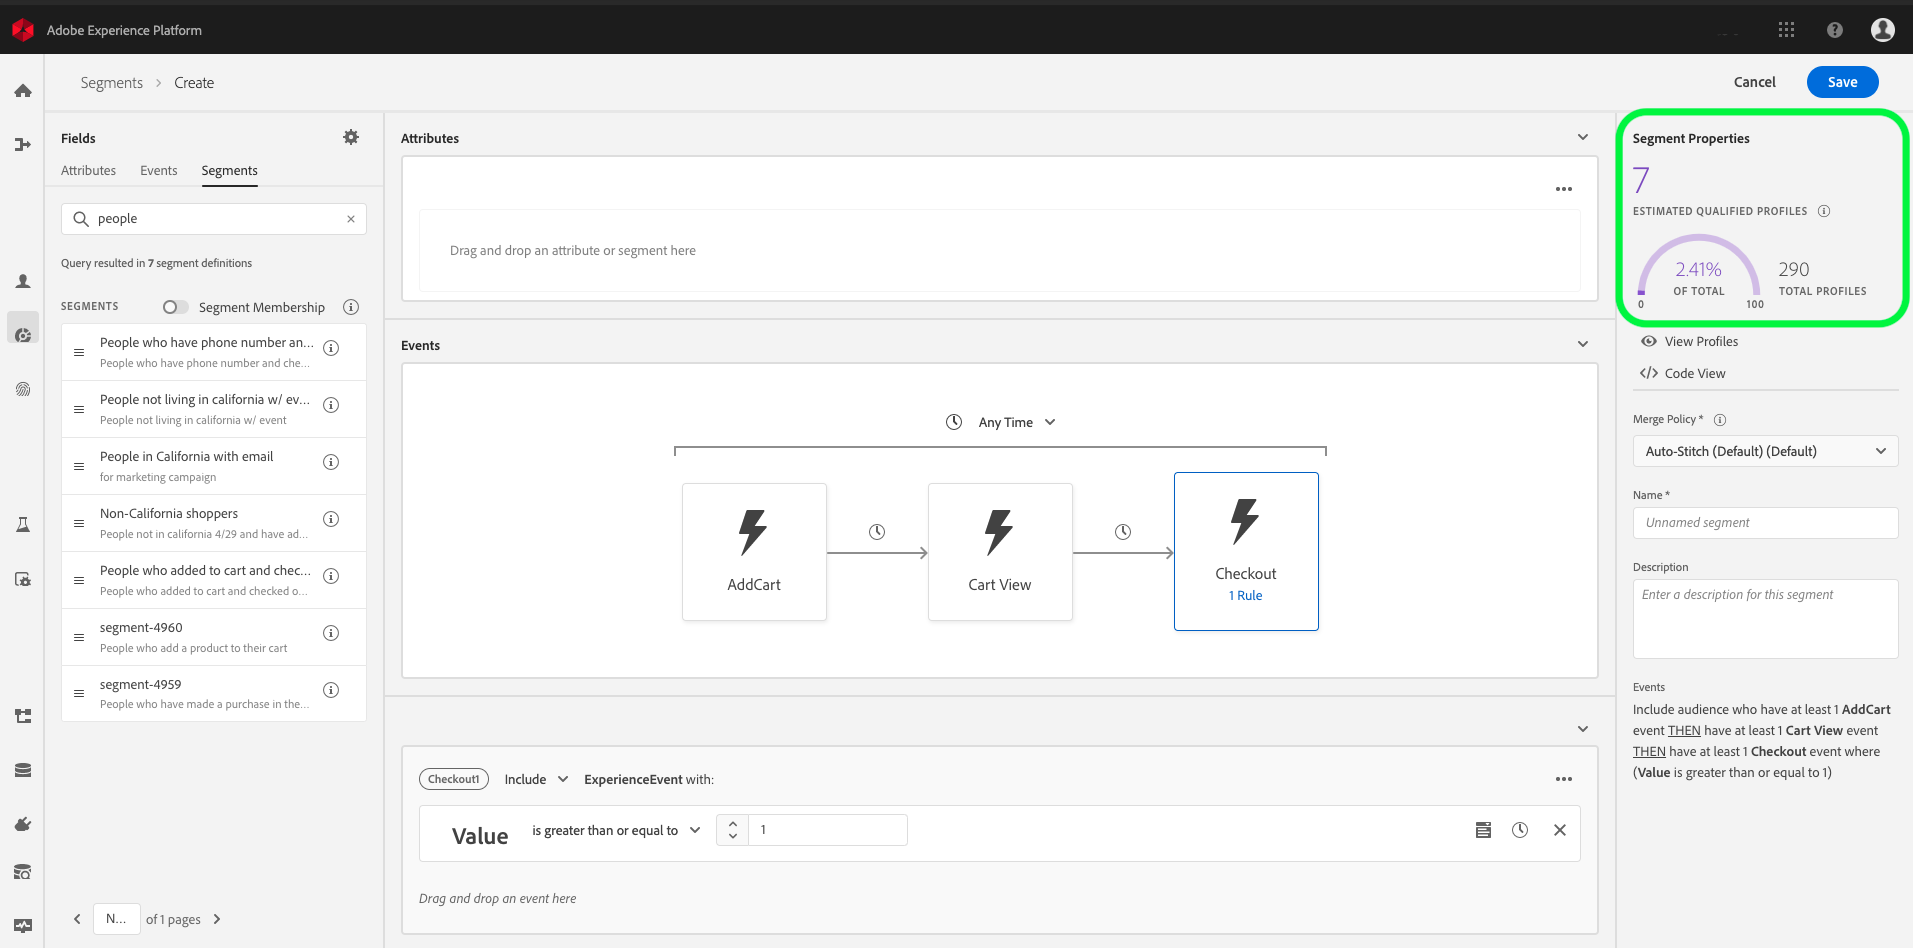 Adobe Experience Platform
Segments > Create
Cancel
Save
Fields
Attributes Events Segments
people
Query resulted in 7 segment definitions
SEGMENTS
Segment Membership
People who have phone number an...
People who have phone number and che...
People not living in california w/ ev...
People not living in california w/ event
People in California with email
for marketing campaign
Non-California shoppers
People not in california 4/29 and have ad...
People who added to cart and chec...
People who added to cart and checked o...
segment-4960
People who add a product to their cart
segment-4959
People who have made a purchase in the...
N... of 1 pages
Attributes
Drag and drop an attribute or segment here
Events
Any Time
AddCart
Cart View
Checkout
1 Rule
Checkout1 Include ExperienceEvent with:
Value is greater than or equal to 1
Drag and drop an event here
Segment Properties
7
ESTIMATED QUALIFIED PROFILES
2.41%
OF TOTAL
0 100
290
TOTAL PROFILES
View Profiles
</> Code View
Merge Policy *
Auto-Stitch (Default) (Default)
Name *
Unnamed segment
Description
Enter a description for this segment
Events
Include audience who have at least 1 AddCart
event THEN have at least 1 Cart View event
THEN have at least 1 Checkout event where
(Value is greater than or equal to 1)